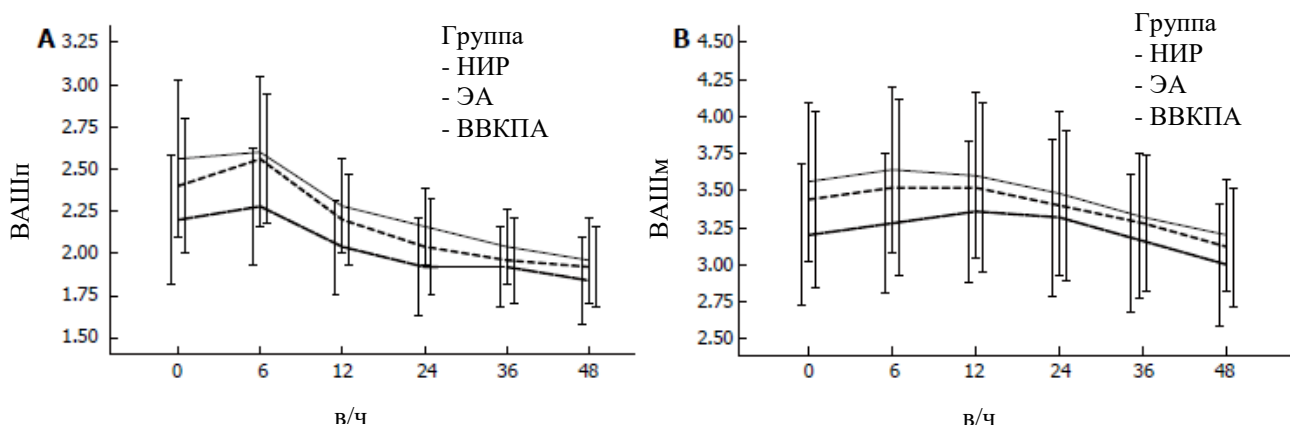 A
Группа
- НИР
- ЭА
- ВВКПА
ВАШп
3.25
3.00
2.75
2.50
2.25
2.00
1.75
1.50
0 6 12 24 36 48
в/ч
B
Группа
- НИР
- ЭА
- ВВКПА
ВАШм
4.50
4.25
4.00
3.75
3.50
3.25
3.00
2.75
2.50
0 6 12 24 36 48
в/ч